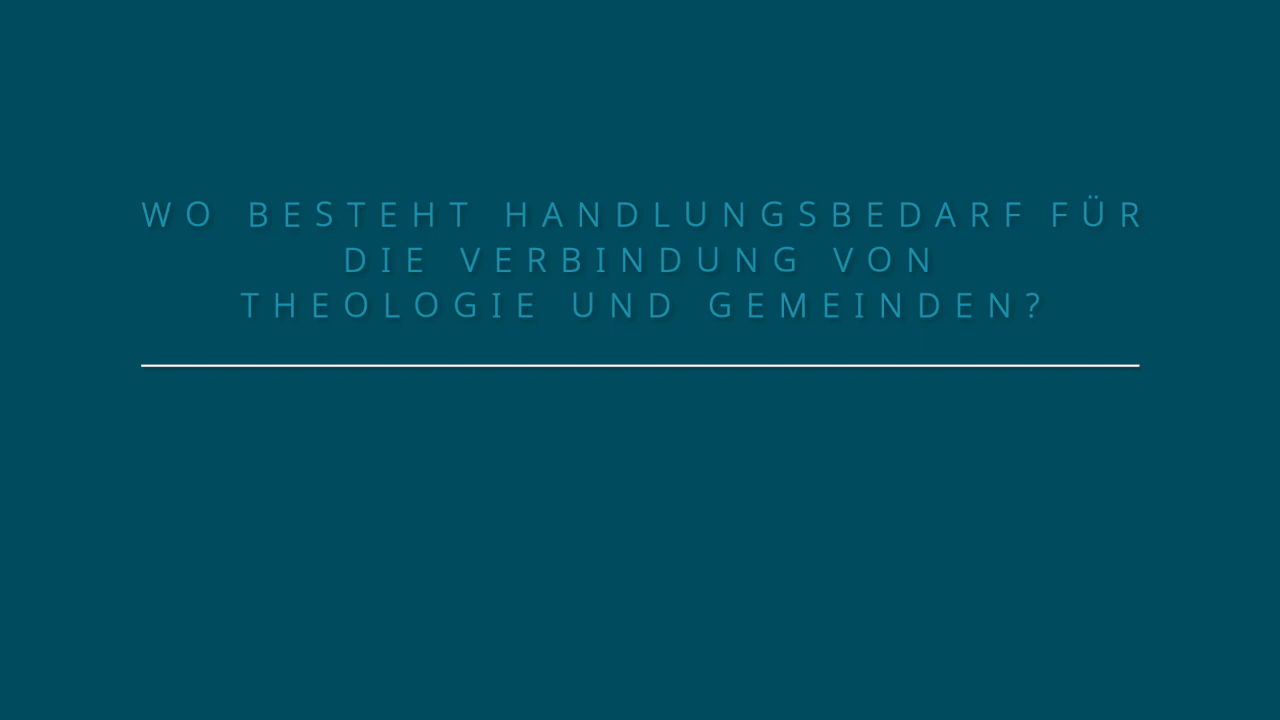 WO BESTEHT HANDLUNGSBEDARF FÜR
DIE VERBINDUNG VON
THEOLOGIE UND GEMEINDEN?